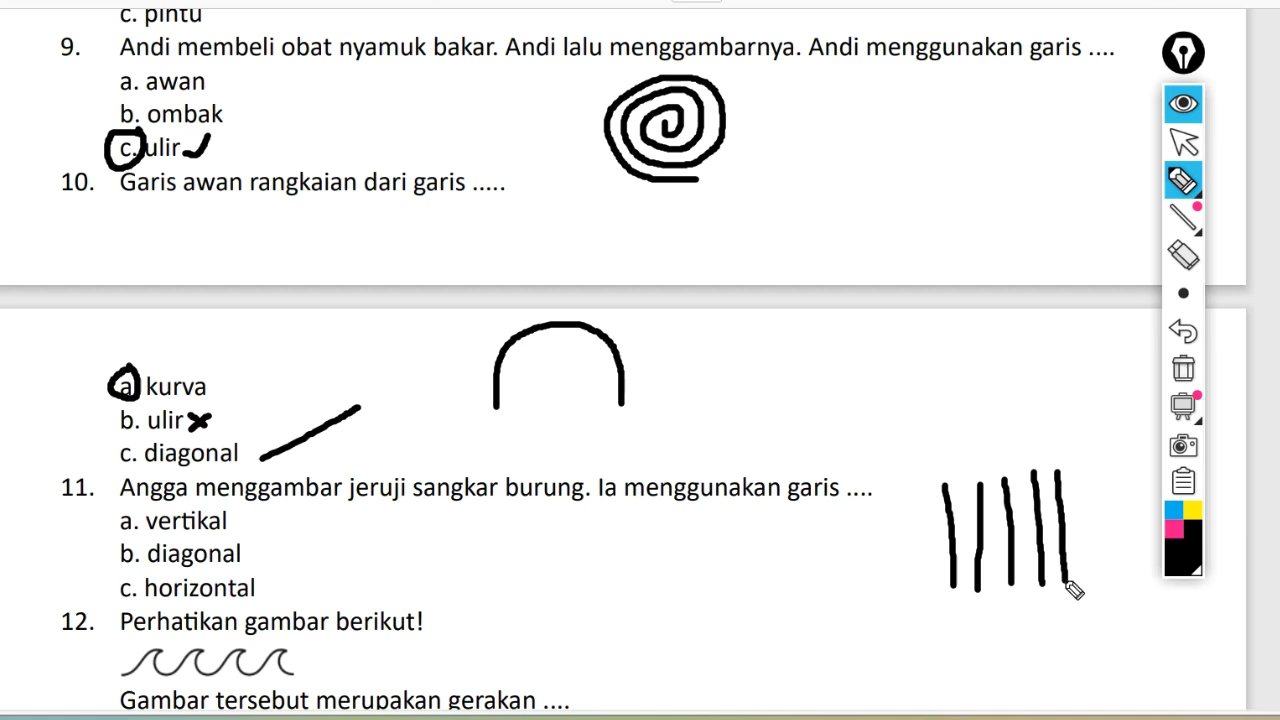 c. pintu
9. Andi membeli obat nyamuk bakar. Andi lalu menggambarnya. Andi menggunakan garis ....
a. awan
b. ombak
c. ulir
10. Garis awan rangkaian dari garis .....
a. kurva
b. ulir
c. diagonal
11. Angga menggambar jeruji sangkar burung. Ia menggunakan garis ....
a. vertikal
b. diagonal
c. horizontal
12. Perhatikan gambar berikut!
Gambar tersebut merupakan gerakan ....